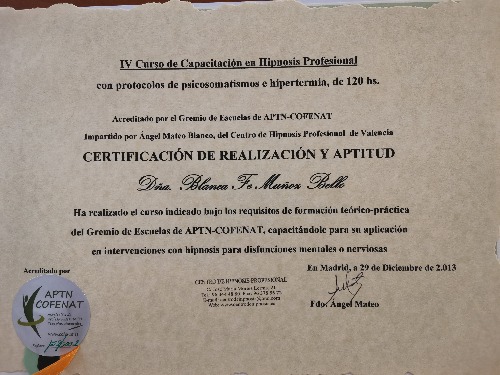 IV Curso de Capacitación en Hipnosis Profesional
con protocolos de psicosomatismos e hipertermia, de 120 hs.
Acreditado por el Gremio de Escuelas de APTN-COFENAT
Impartido por Ángel Mateo Blanco, del Centro de Hipnosis Profesional de Valencia
CERTIFICACIÓN DE REALIZACIÓN Y APTITUD
Dña. Blanca Fe Muñoz Bello
Ha realizado el curso indicado bajo los requisitos de formación teórico-práctica
del Gremio de Escuelas de APTN-COFENAT, capacitándole para su aplicación
en intervenciones con hipnosis para disfunciones mentales o nerviosas
Acreditado por
En Madrid, a 29 de Diciembre de 2.013
CENTRO DE HIPNOSIS PROFESIONAL
APTN
COFENAT
Fdo: Ángel Mateo